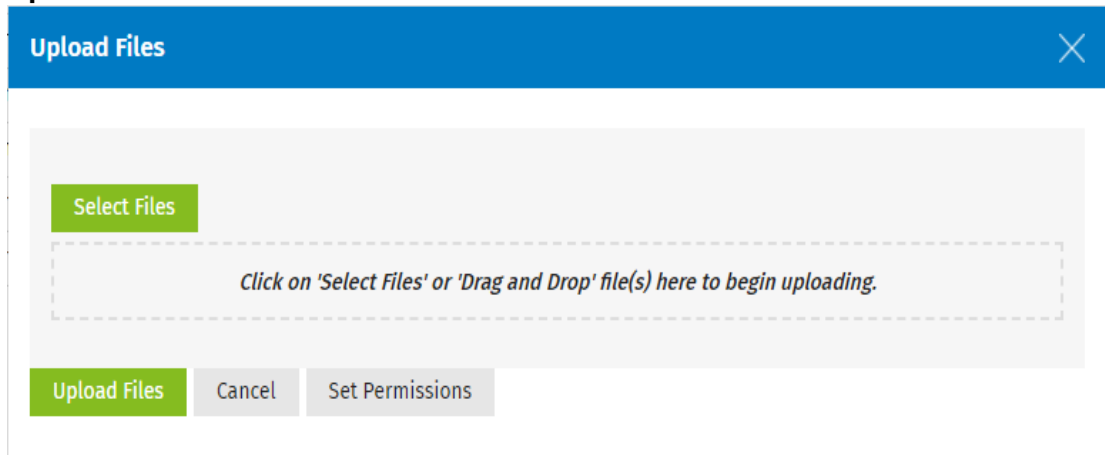 Upload Files
Select Files
Click on 'Select Files' or 'Drag and Drop' file(s) here to begin uploading.
Upload Files Cancel Set Permissions